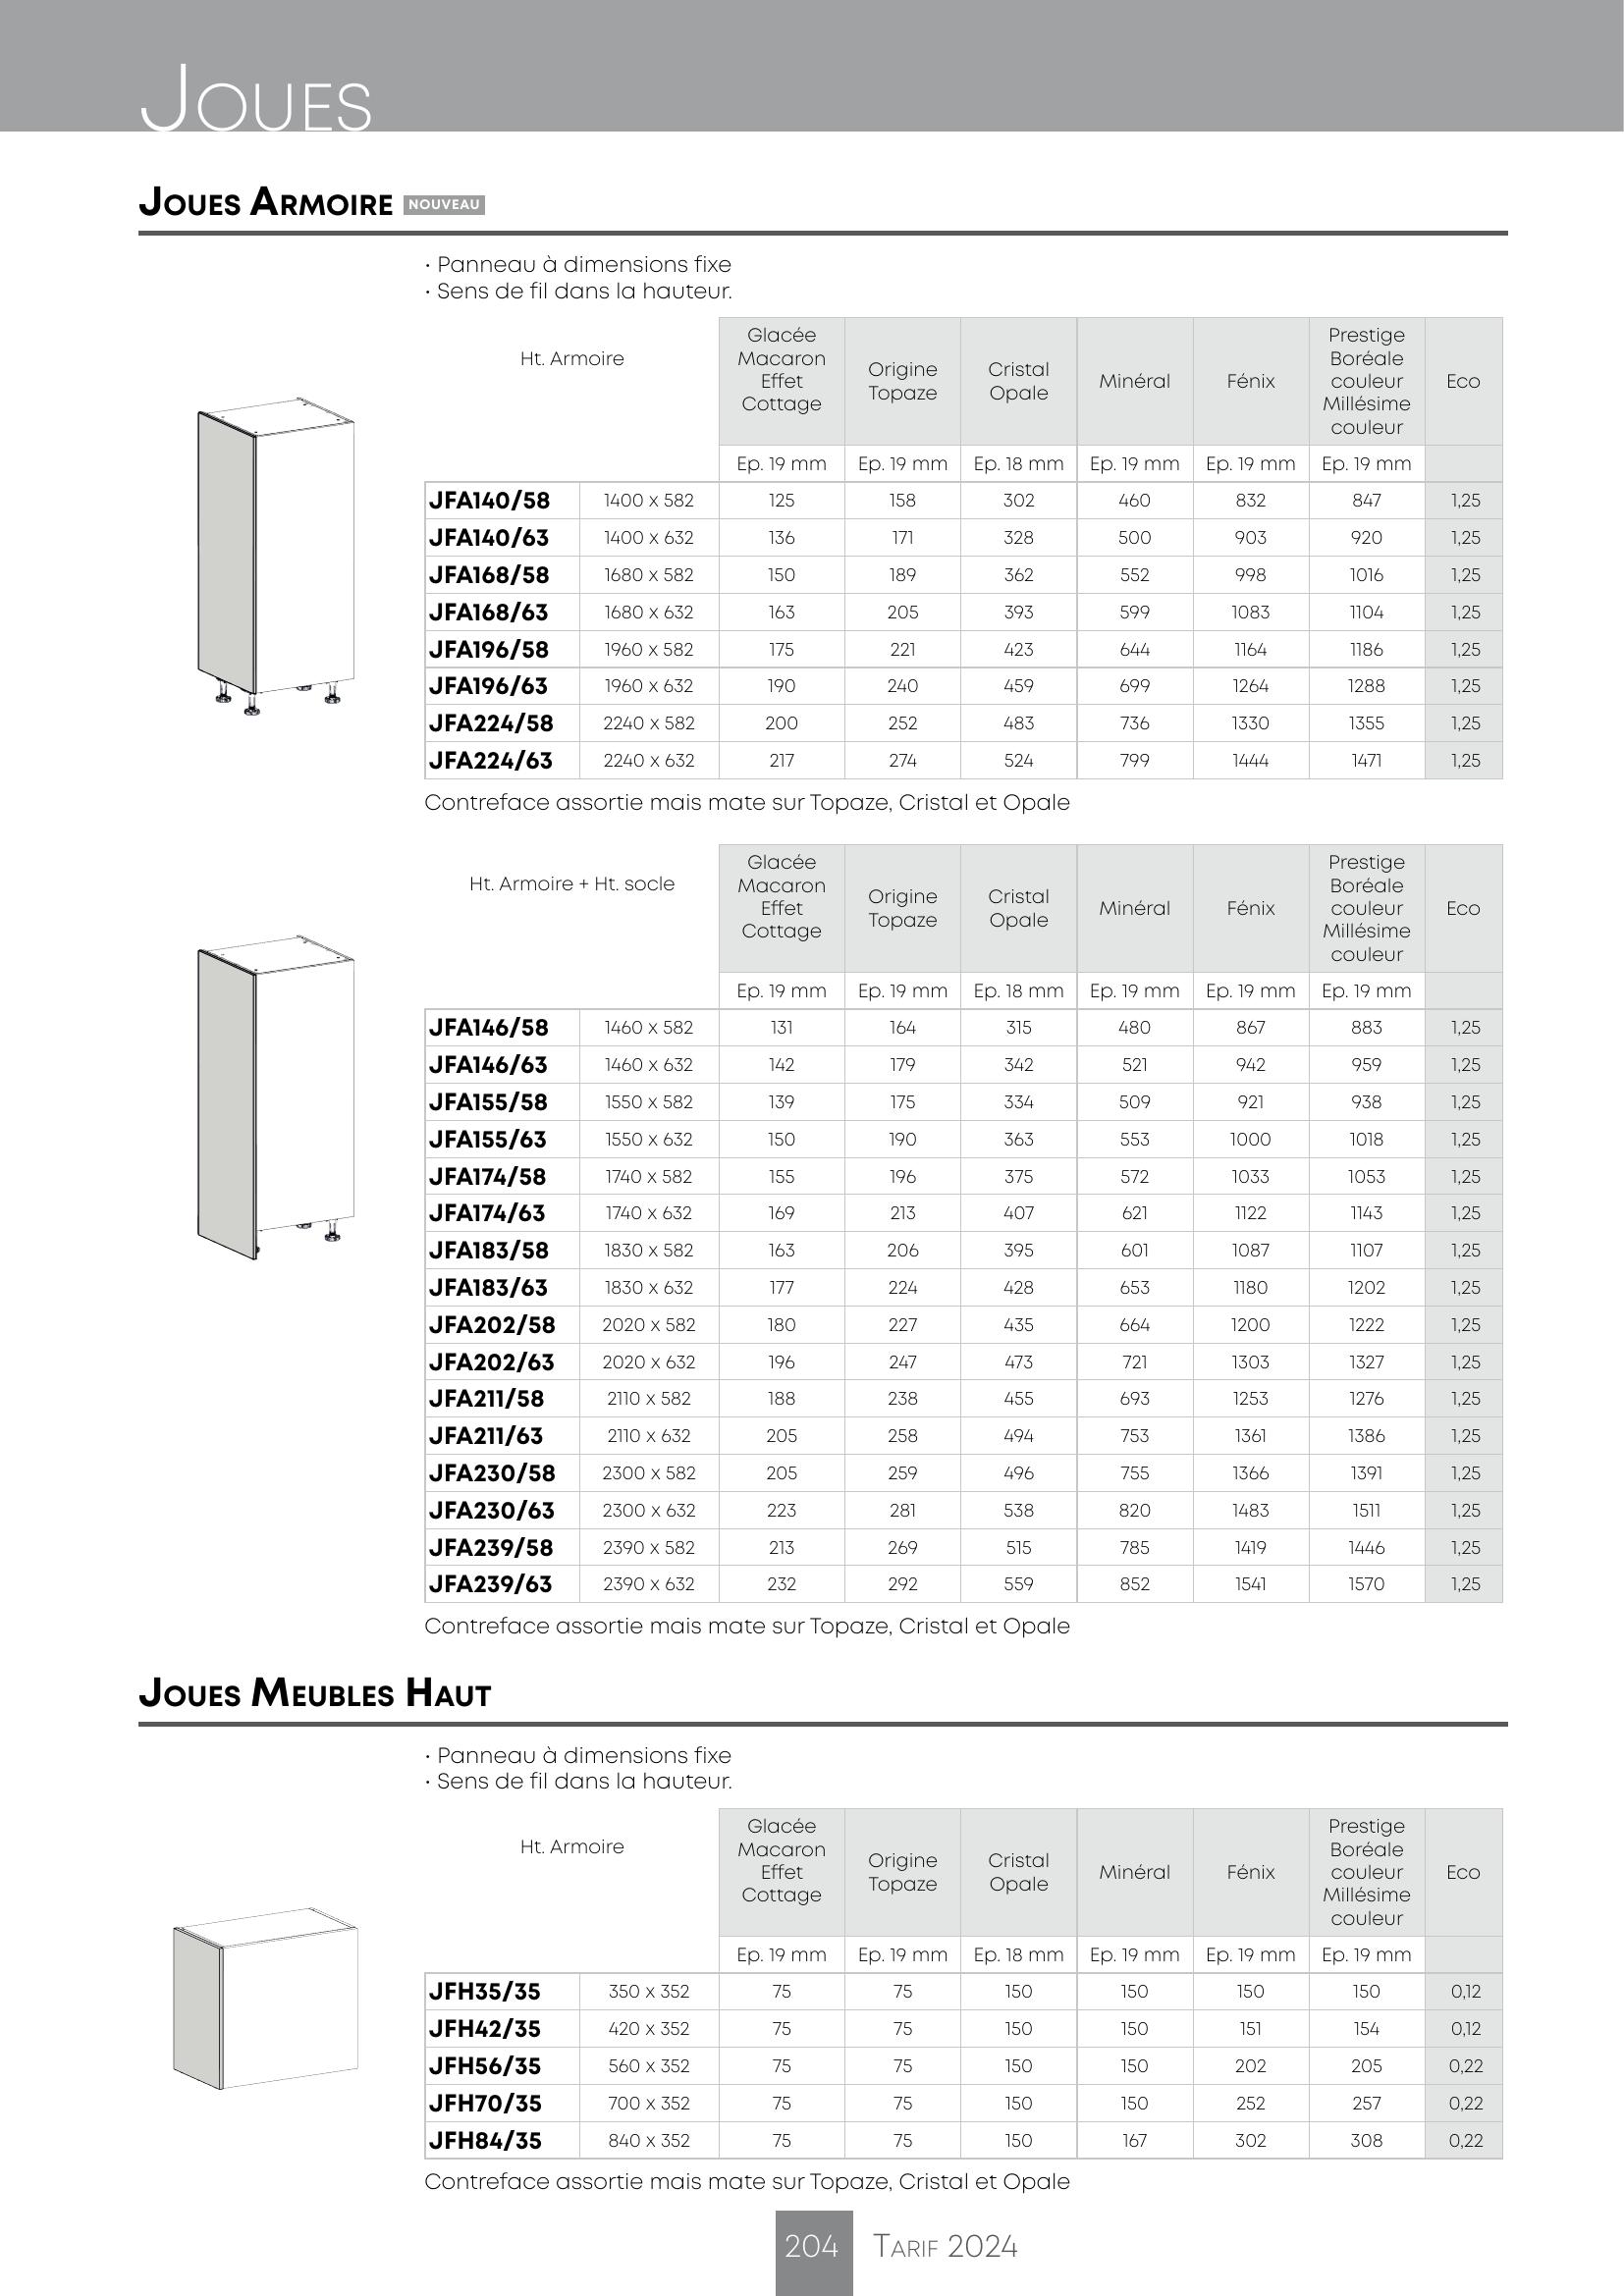 Joues
Joues Armoire NOUVEAU
· Panneau à dimensions fixe
· Sens de fil dans la hauteur.
Ht. Armoire
Glacée Macaron Effet Cottage
Origine Topaze
Cristal Opale
Minéral
Fénix
Prestige Boréale couleur Millésime couleur
Eco
Ep. 19 mm Ep. 19 mm Ep. 18 mm Ep. 19 mm Ep. 19 mm Ep. 19 mm
JFA140/58 1400 x 582 125 158 302 460 832 847 1,25
JFA140/63 1400 x 632 136 171 328 500 903 920 1,25
JFA168/58 1680 x 582 150 189 362 552 998 1016 1,25
JFA168/63 1680 x 632 163 205 393 599 1083 1104 1,25
JFA196/58 1960 x 582 175 221 423 644 1164 1186 1,25
JFA196/63 1960 x 632 190 240 459 699 1264 1288 1,25
JFA224/58 2240 x 582 200 252 483 736 1330 1355 1,25
JFA224/63 2240 x 632 217 274 524 799 1444 1471 1,25
Contreface assortie mais mate sur Topaze, Cristal et Opale
Ht. Armoire + Ht. socle
Glacée Macaron Effet Cottage
Origine Topaze
Cristal Opale
Minéral
Fénix
Prestige Boréale couleur Millésime couleur
Eco
Ep. 19 mm Ep. 19 mm Ep. 18 mm Ep. 19 mm Ep. 19 mm Ep. 19 mm
JFA146/58 1460 x 582 131 164 315 480 867 883 1,25
JFA146/63 1460 x 632 142 179 342 521 942 959 1,25
JFA155/58 1550 x 582 139 175 334 509 921 938 1,25
JFA155/63 1550 x 632 150 190 363 553 1000 1018 1,25
JFA174/58 1740 x 582 155 196 375 572 1033 1053 1,25
JFA174/63 1740 x 632 169 213 407 621 1122 1143 1,25
JFA183/58 1830 x 582 163 206 395 601 1087 1107 1,25
JFA183/63 1830 x 632 177 224 428 653 1180 1202 1,25
JFA202/58 2020 x 582 180 227 435 664 1200 1222 1,25
JFA202/63 2020 x 632 196 247 473 721 1303 1327 1,25
JFA211/58 2110 x 582 188 238 455 693 1253 1276 1,25
JFA211/63 2110 x 632 205 258 494 753 1361 1386 1,25
JFA230/58 2300 x 582 205 259 496 755 1366 1391 1,25
JFA230/63 2300 x 632 223 281 538 820 1483 1511 1,25
JFA239/58 2390 x 582 213 269 515 785 1419 1446 1,25
JFA239/63 2390 x 632 232 292 559 852 1541 1570 1,25
Contreface assortie mais mate sur Topaze, Cristal et Opale
Joues Meubles Haut
· Panneau à dimensions fixe
· Sens de fil dans la hauteur.
Ht. Armoire
Glacée Macaron Effet Cottage
Origine Topaze
Cristal Opale
Minéral
Fénix
Prestige Boréale couleur Millésime couleur
Eco
Ep. 19 mm Ep. 19 mm Ep. 18 mm Ep. 19 mm Ep. 19 mm Ep. 19 mm
JFH35/35 350 x 352 75 75 150 150 150 150 0,12
JFH42/35 420 x 352 75 75 150 150 151 154 0,12
JFH56/35 560 x 352 75 75 150 150 202 205 0,22
JFH70/35 700 x 352 75 75 150 150 252 257 0,22
JFH84/35 840 x 352 75 75 150 167 302 308 0,22
Contreface assortie mais mate sur Topaze, Cristal et Opale
204 Tarif 2024